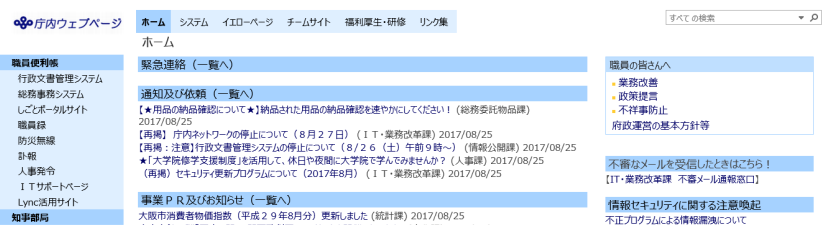 庁内ウェブページ
ホーム システム イエローページ チームサイト 福利厚生・研修 リンク集
すべての検索
ホーム
職員便利帳
行政文書管理システム
総務事務システム
しごとポータルサイト
職員録
防災無線
訃報
人事発令
ＩＴサポートページ
Lync活用サイト
知事部局
緊急連絡（一覧へ）
通知及び依頼（一覧へ）
【★用品の納品確認について★】納品された用品の納品確認を速やかにしてください！ (総務委託物品課)
2017/08/25
【再掲】 庁内ネットワークの停止について（８月２７日） (ＩＴ・業務改革課) 2017/08/25
【再掲：注意】行政文書管理システムの停止について（８/２６（土）午前９時～） (情報公開課) 2017/08/25
★「大学院修学支援制度」を活用して、休日や夜間に大学院で学んでみませんか？ (人事課) 2017/08/25
（再掲）セキュリティ更新プログラムについて（2017年8月） (ＩＴ・業務改革課) 2017/08/25
事業ＰＲ及びお知らせ（一覧へ）
大阪市消費者物価指数（平成２９年8月分）更新しました (統計課) 2017/08/25
職員の皆さんへ
業務改善
政策提言
不祥事防止
府政運営の基本方針等
不審なメールを受信したときはこちら！
【IT・業務改革課 不審メール通報窓口】
情報セキュリティに関する注意喚起
不正プログラムによる情報漏洩について